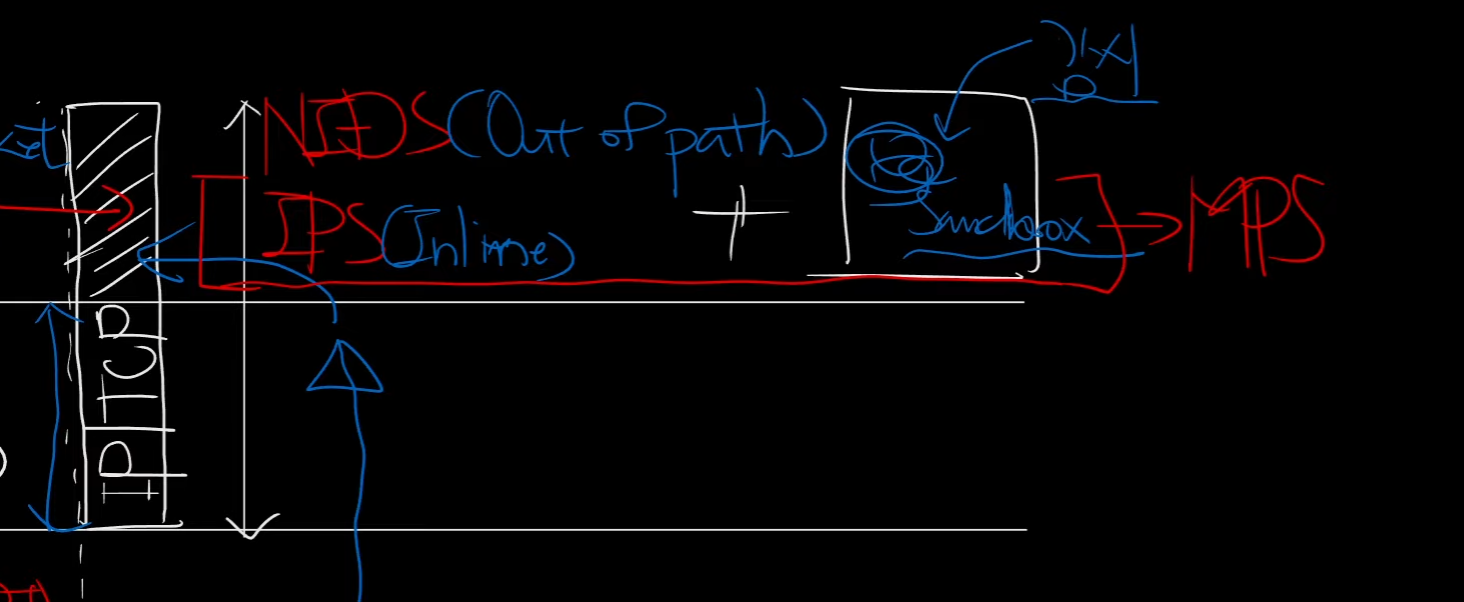 NIDS(Out of path)
IPS(Inline)
+
Sandbox
MPS
TCP
IP